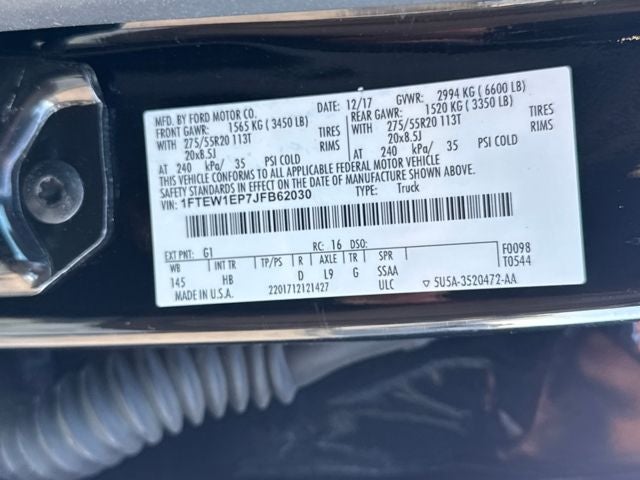 MFD. BY FORD MOTOR CO. DATE: 12/17 GVWR: 2994 KG ( 6600 LB)
FRONT GAWR: 1565 KG ( 3450 LB) REAR GAWR: 1520 KG ( 3350 LB)
WITH 275/55R20 113T TIRES WITH 275/55R20 113T TIRES
20x8.5J RIMS 20x8.5J RIMS
AT 240 kPa/ 35 PSI COLD AT 240 kPa/ 35 PSI COLD
THIS VEHICLE CONFORMS TO ALL APPLICABLE FEDERAL MOTOR VEHICLE
SAFETY STANDARDS IN EFFECT ON THE DATE OF MANUFACTURE SHOWN ABOVE.
VIN: 1FTEW1EP7JFB62030 TYPE: Truck
EXT PNT: G1 RC: 16 DSO: F0098
WB INT TR TP/PS R AXLE TR SPR T0544
145 HB D L9 G SSAA
MADE IN U.S.A. 2201712121427 ULC 5U5A-3520472-AA